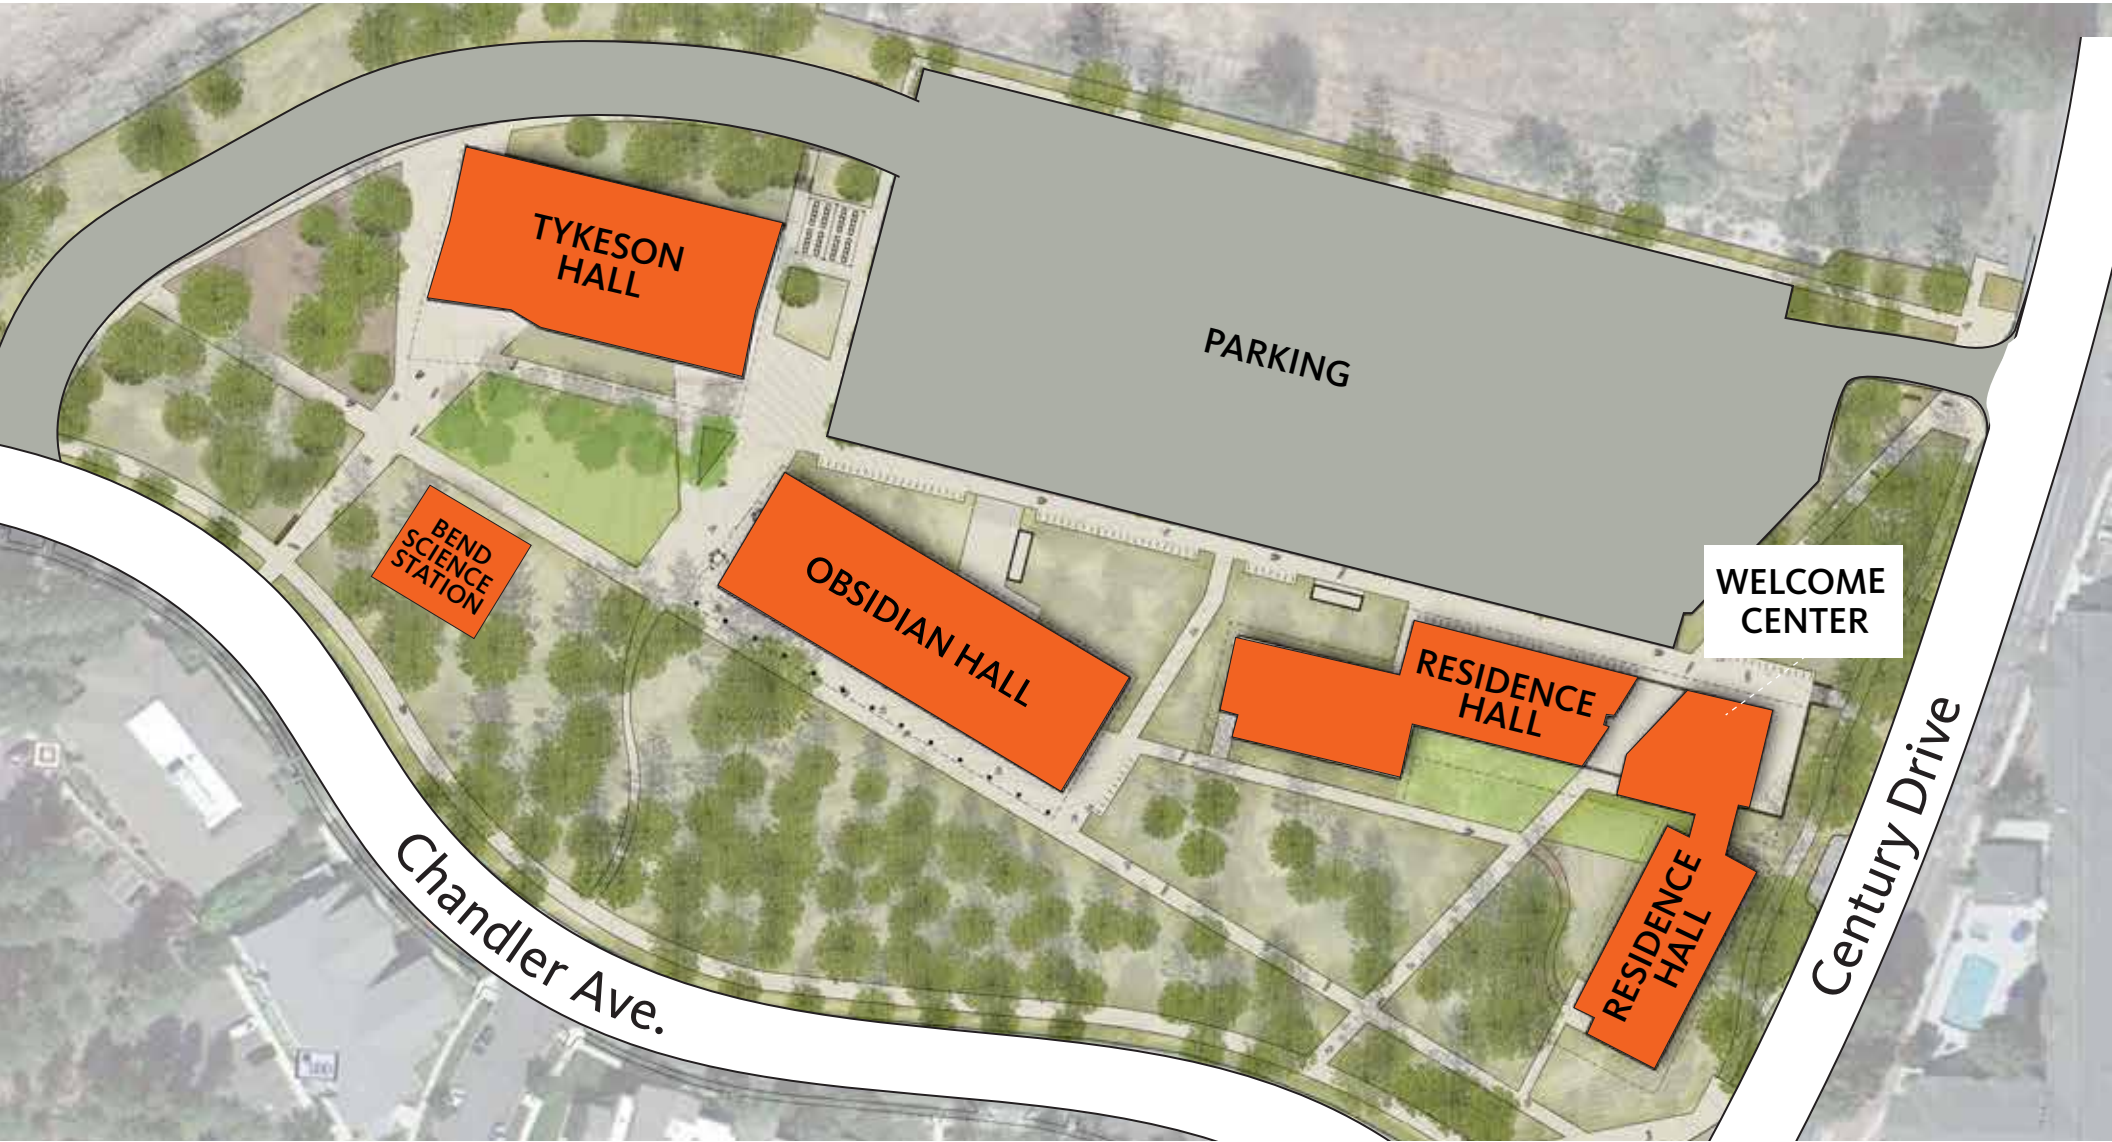 TYKESON
HALL
PARKING
BEND
SCIENCE
STATION
OBSIDIAN HALL
WELCOME
CENTER
RESIDENCE
HALL
RESIDENCE
HALL
Chandler Ave.
Century Drive